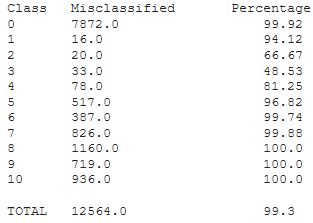 Class Misclassified Percentage
0 7872.0 99.92
1 16.0 94.12
2 20.0 66.67
3 33.0 48.53
4 78.0 81.25
5 517.0 96.82
6 387.0 99.74
7 826.0 99.88
8 1160.0 100.0
9 719.0 100.0
10 936.0 100.0
TOTAL 12564.0 99.3